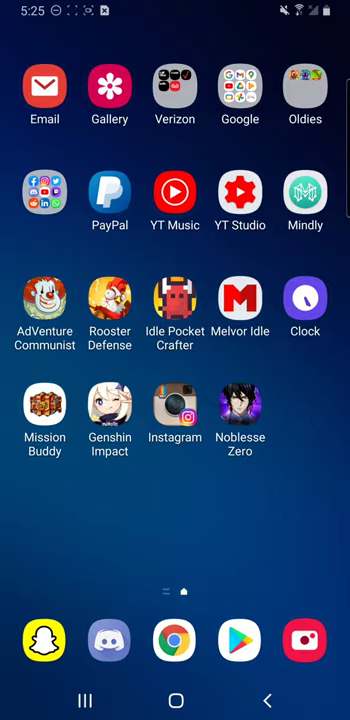 5:25
Email
Gallery
Verizon
Google
Oldies
PayPal
YT Music
YT Studio
Mindly
AdVenture
Communist
Rooster
Defense
Idle Pocket
Crafter
Melvor Idle
Clock
Mission
Buddy
Genshin
Impact
Instagram
Noblesse
Zero